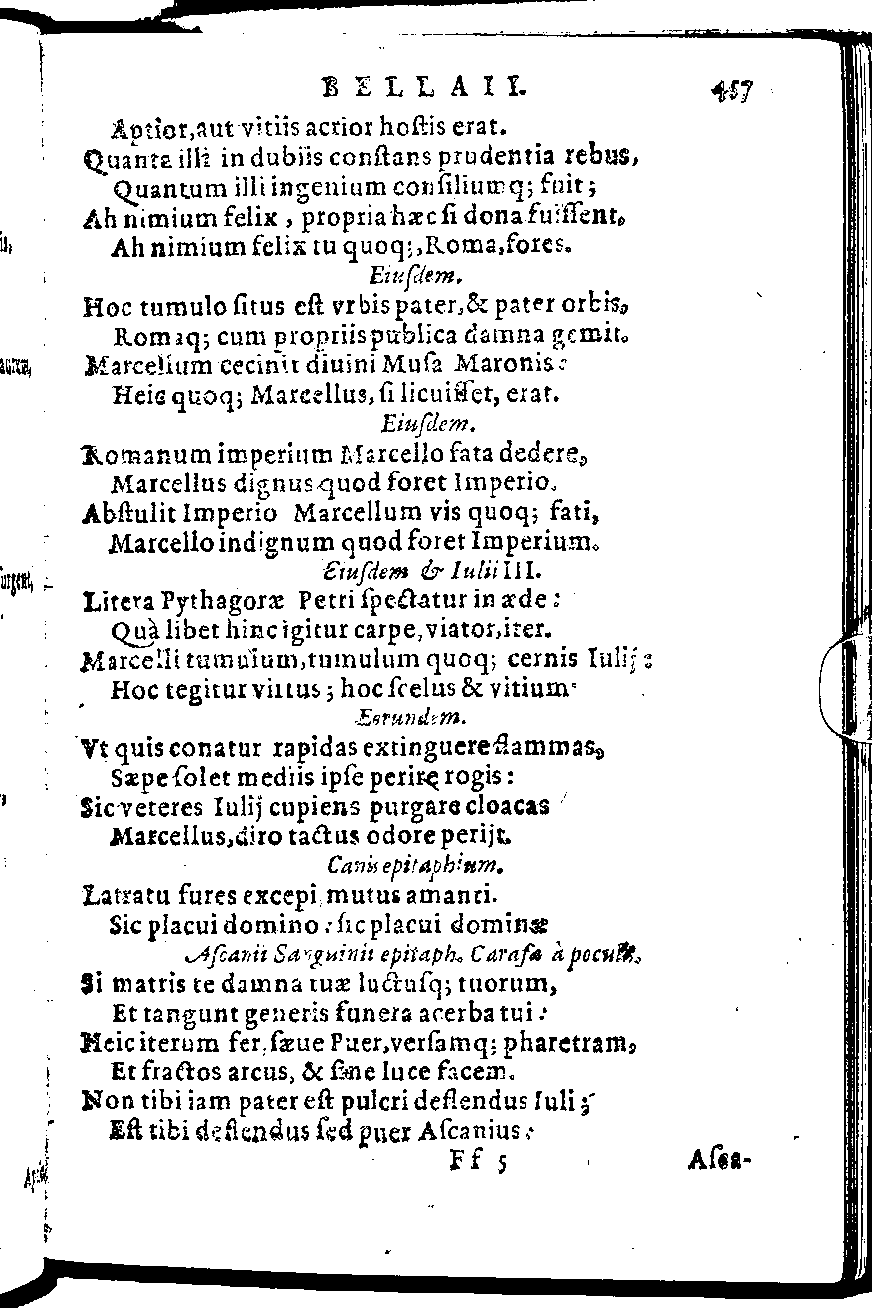 BELLAII. 457
Aptior, aut vitiis acrior hostis erat.
Quanta illi in dubiis constans prudentia rebus,
Quantum illi ingenium consiliumq; fuit;
Ah nimium felix, propria hæc si dona fuissent,
Ah nimium felix tu quoq;, Roma, fores.
Eiusdem.
Hoc tumulo situs est vrbis pater, & pater orbis,
Romaq; cum propriis publica damna gemit.
Marcellum cecinit diuini Musa Maronis:
Heic quoq; Marcellus, si licuisset, erat.
Eiusdem.
Romanum imperium Marcello fata dedere,
Marcellus dignus quod foret Imperio.
Abstulit Imperio Marcellum vis quoq; fati,
Marcello indignum quod foret Imperium.
Eiusdem & Iulii III.
Litera Pythagoræ Petri spectatur in æde:
Quà libet hinc igitur carpe, viator, iter.
Marcelli tumulum, tumulum quoq; cernis Iulij:
Hoc tegitur virtus; hoc scelus & vitium.
Eorundem.
Vt quis conatur rapidas extinguere flammas,
Sæpe solet mediis ipse perire rogis:
Sic veteres Iulij cupiens purgare cloacas
Marcellus, diro tactus odore perijt.
Canis epitaphium.
Latratu fures excepi, mutus amanti.
Sic placui domino: sic placui dominæ
Ascanii Sanguinii epitaph. Carafæ à pocul.
Si matris te damna tuæ luctusq; tuorum,
Et tangunt generis funera acerba tui:
Heic iterum fer, sæue Puer, versamq; pharetram,
Et fractos arcus, & sine luce facem.
Non tibi iam pater est pulcri deflendus Iuli;
Est tibi deflendus sed puer Ascanius:
Ff 5 Asca-